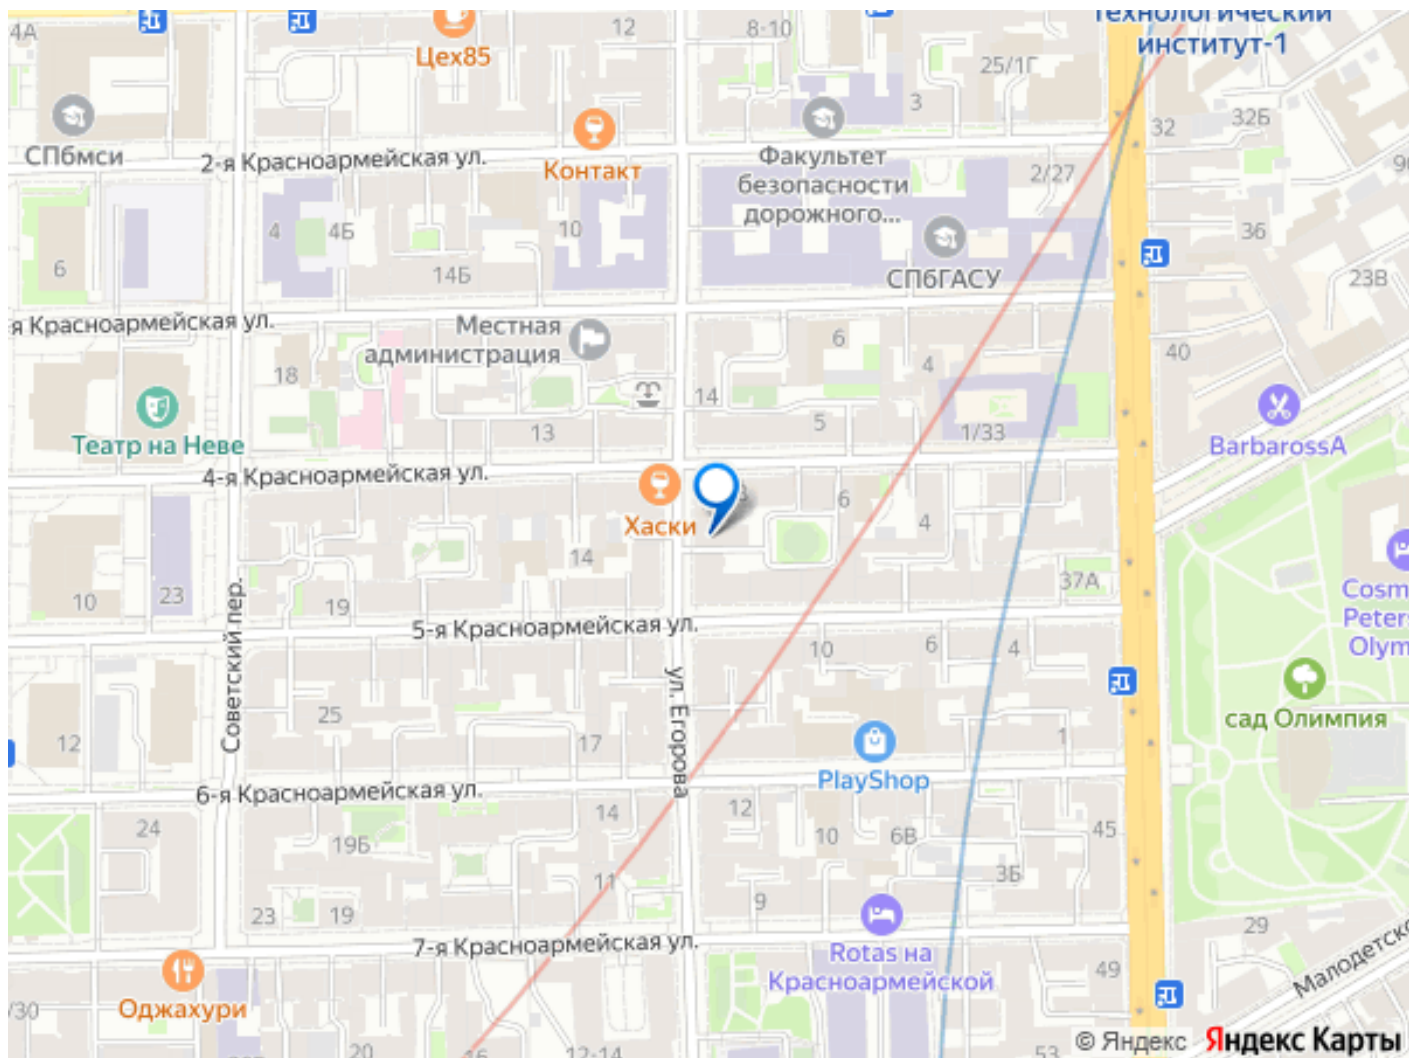 4А
Цех85
12
8-10
Технологический
институт-1
25/1Г
3
32
32Б
СПбмси
2-я Красноармейская ул.
Контакт
Факультет
безопасности
дорожного...
2/27
4
4Б
10
36
6
14Б
СПбГАСУ
23В
я Красноармейская ул.
Местная
администрация
6
4
40
18
14
Театр на Неве
13
5
1/33
BarbarossA
4-я Красноармейская ул.
Хаски
6
4
14
37А
10
23
19
Cosm
Peter
Olym
5-я Красноармейская ул.
Советский пер.
ул. Егорова
10
6
4
25
12
17
1
сад Олимпия
PlayShop
6-я Красноармейская ул.
24
19Б
14
12
10
6В
45
11
3Б
23
19
9
29
7-я Красноармейская ул.
Rotas на
Красноармейской
49
Малодетско
Оджахури
/30
20
16
12-14
53
© Яндекс
Яндекс Карты